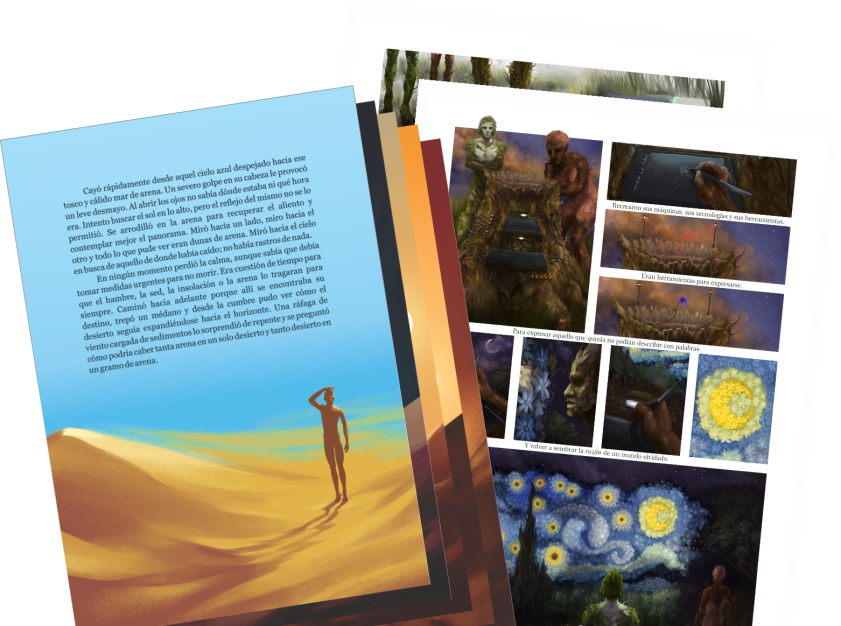 Cayó rápidamente desde aquel cielo azul despejado hacia ese
tosco y cálido mar de arena. Un severo golpe en su cabeza le provocó
un leve desmayo. Al abrir los ojos no sabía dónde estaba ni qué hora
era. Intento buscar el sol en lo alto, pero el reflejo del mismo no se lo
permitió. Se arrodilló en la arena para recuperar el aliento y
contemplar mejor el panorama. Miró hacia un lado, miro hacia el
otro y todo lo que pude ver eran dunas de arena. Miró hacia el cielo
en busca de aquello de donde había caído; no había rastros de nada.
En ningún momento perdió la calma, aunque sabía que debía
tomar medidas urgentes para no morir. Era cuestión de tiempo para
que el hambre, la sed, la insolación o la arena lo tragaran para
siempre. Caminó hacia adelante porque allí se encontraba su
destino, trepó un médano y desde la cumbre pudo ver cómo el
desierto seguía expandiéndose hacia el horizonte. Una ráfaga de
viento cargada de sedimentos lo sorprendió de repente y se preguntó
cómo podría caber tanta arena en un solo desierto y tanto desierto en
un gramo de arena.
Recrearon sus máquinas, sus tecnologías y sus herramientas.
Eran herramientas para expresarse.
Para expresar aquello que quizás no podían describir con palabras.
Y volver a sembrar la razón de un mundo olvidado.